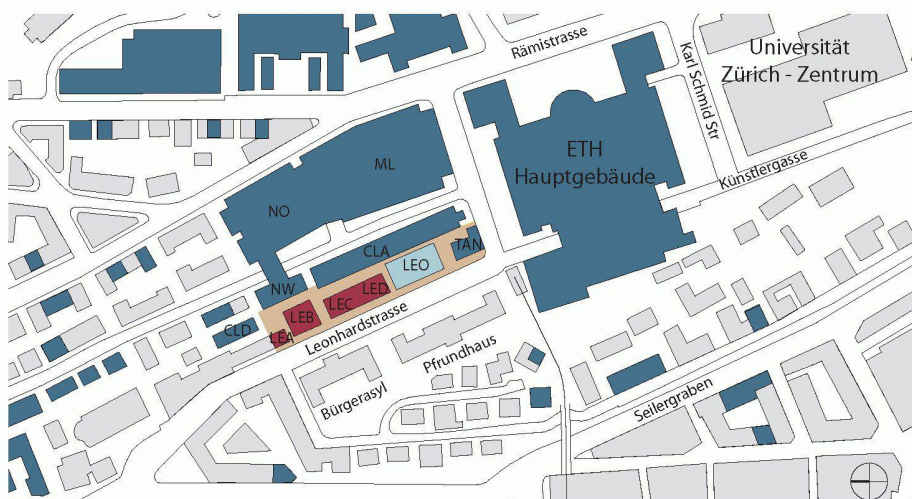 Rämistrasse
Karl Schmid Str
Universität
Zürich - Zentrum
ETH
Hauptgebäude
Künstlergasse
ML
NO
CLA
TAN
LEO
NW
LED
LEC
LEB
CLD
LEA
Leonhardstrasse
Pfrundhaus
Bürgerasyl
Seilergraben